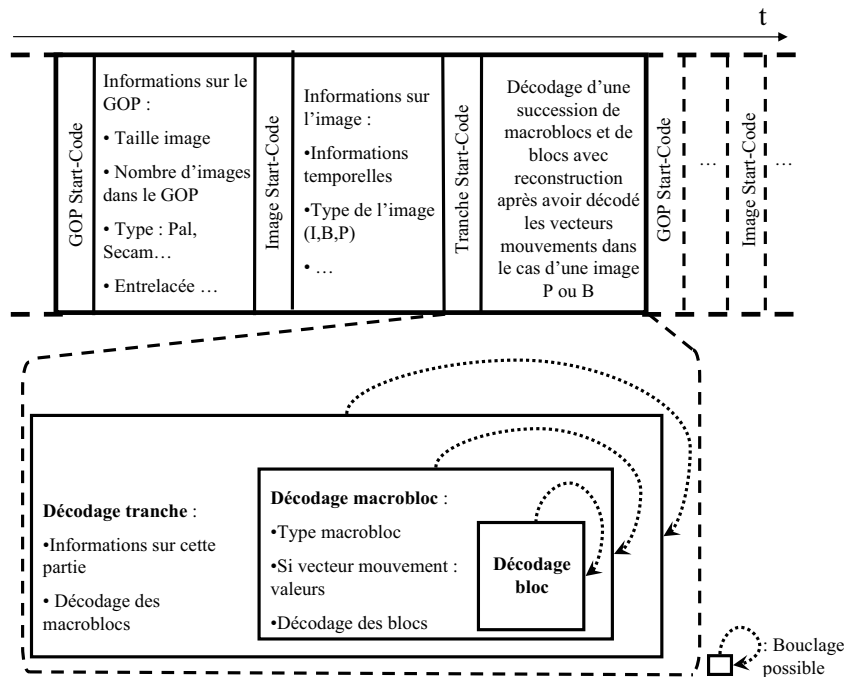 t
GOP Start-Code
Informations sur le
GOP :
• Taille image
• Nombre d'images
dans le GOP
• Type : Pal,
Secam…
• Entrelacée …
Image Start-Code
Informations sur
l'image :
•Informations
temporelles
•Type de l'image
(I,B,P)
• …
Tranche Start-Code
Décodage d'une
succession de
macroblocs et de
blocs avec
reconstruction
après avoir décodé
les vecteurs
mouvements dans
le cas d'une image
P ou B
GOP Start-Code
…
Image Start-Code
…
Décodage tranche :
•Informations sur cette
partie
• Décodage des
macroblocs
Décodage macrobloc :
•Type macrobloc
•Si vecteur mouvement :
valeurs
•Décodage des blocs
Décodage
bloc
: Bouclage
possible